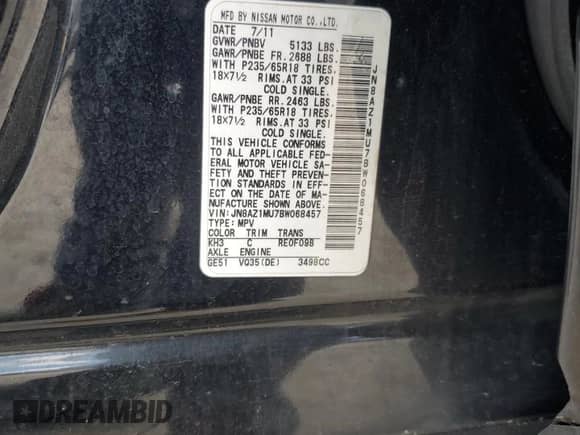 MFD BY NISSAN MOTOR CO.,LTD.
DATE 7/11
GVWR/PNBV 5133 LBS.
GAWR/PNBE FR. 2688 LBS.
WITH P235/65R18 TIRES.
18X7½ RIMS. AT 33 PSI
COLD SINGLE.
GAWR/PNBE RR. 2463 LBS.
WITH P235/65R18 TIRES.
18X7½ RIMS. AT 33 PSI
COLD SINGLE.
THIS VEHICLE CONFORMS
TO ALL APPLICABLE FED-
ERAL MOTOR VEHICLE SA-
FETY AND THEFT PREVEN-
TION STANDARDS IN EFF-
ECT ON THE DATE OF MA-
NUFACTURE SHOWN ABOVE.
VIN:JN8AZ1MU7BW068457
TYPE:MPV
COLOR TRIM TRANS
KH3 C RE0F09B
AXLE ENGINE
GE51 VQ35(DE) 3498CC
JN8AZ1MU7BW068457
DREAMBID